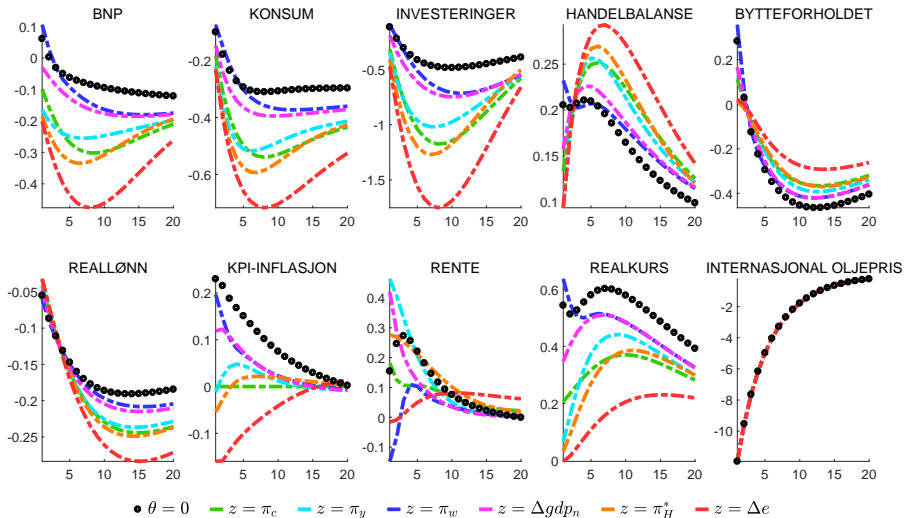 BNP KONSUM INVESTERINGER HANDELBALANSE BYTTEFORHOLDET
0.1 0 -0.1 -0.2 -0.3 -0.4
5 10 15 20
-0.2 -0.4 -0.6
5 10 15 20
-0.5 -1 -1.5
5 10 15 20
0.25 0.2 0.15 0.1
5 10 15 20
0.2 0 -0.2 -0.4
5 10 15 20
REALLØNN KPI-INFLASJON RENTE REALKURS INTERNASJONAL OLJEPRIS
-0.05 -0.1 -0.15 -0.2 -0.25
5 10 15 20
0.2 0.1 0 -0.1
5 10 15 20
0.4 0.3 0.2 0.1 0 -0.1
5 10 15 20
0.6 0.4 0.2 0
5 10 15 20
-2 -4 -6 -8 -10
5 10 15 20
θ = 0 z = π_c z = π_y z = π_w z = Δgdp_n z = π*_H z = Δe